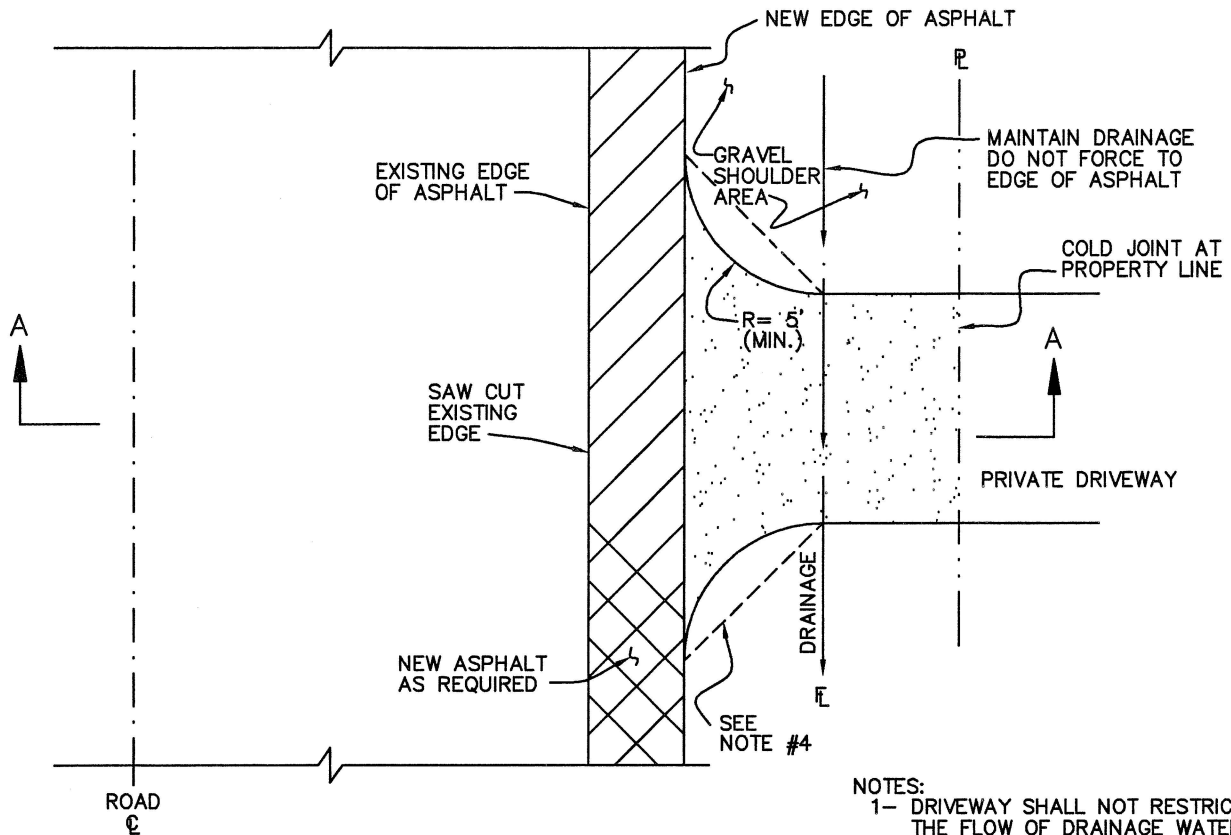 NEW EDGE OF ASPHALT
PL
MAINTAIN DRAINAGE
DO NOT FORCE TO
EDGE OF ASPHALT
GRAVEL
SHOULDER
AREA
EXISTING EDGE
OF ASPHALT
COLD JOINT AT
PROPERTY LINE
R= 5'
(MIN.)
A
A
SAW CUT
EXISTING
EDGE
PRIVATE DRIVEWAY
DRAINAGE
NEW ASPHALT
AS REQUIRED
FL
SEE
NOTE #4
ROAD
CL
NOTES:
1- DRIVEWAY SHALL NOT RESTRIC
THE FLOW OF DRAINAGE WATE